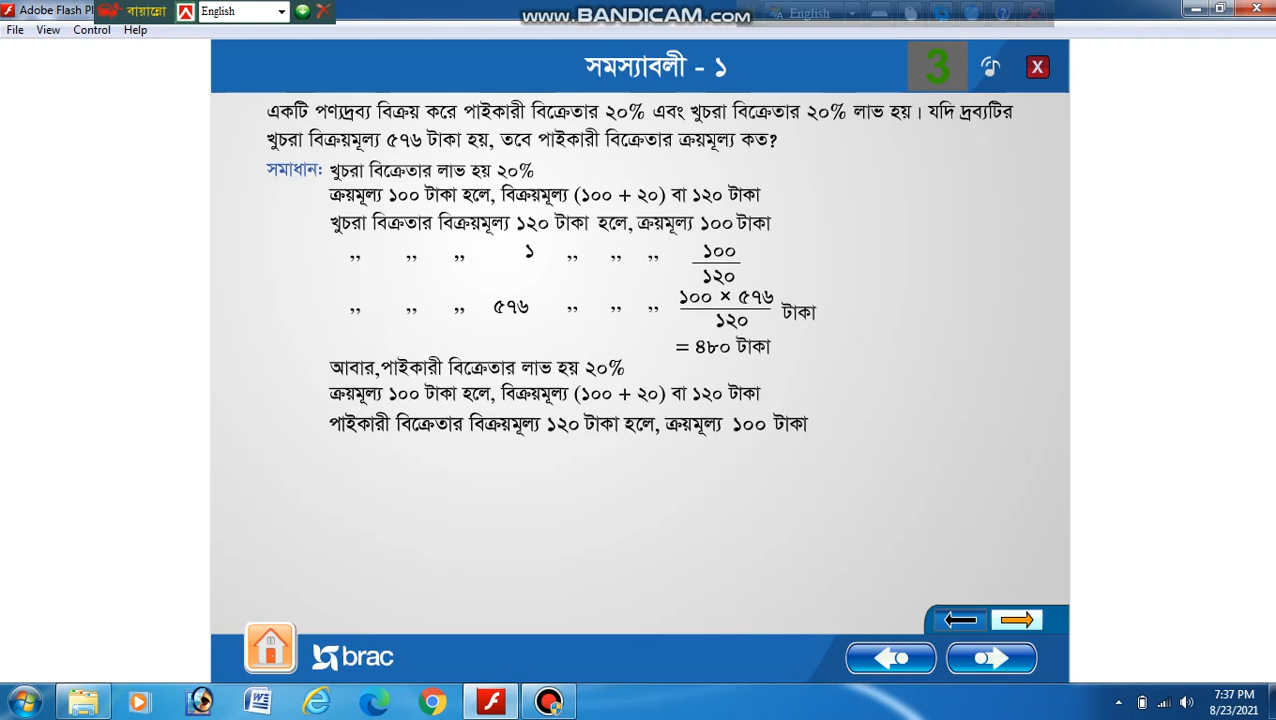 Adobe Flash Pl
বায়ান্নো
English
www.BANDICAM.com
English
File View Control Help
সমস্যাবলী - ১
3
X
একটি পণ্যদ্রব্য বিক্রয় করে পাইকারী বিক্রেতার ২০% এবং খুচরা বিক্রেতার ২০% লাভ হয়। যদি দ্রব্যটির
খুচরা বিক্রয়মূল্য ৫৭৬ টাকা হয়, তবে পাইকারী বিক্রেতার ক্রয়মূল্য কত?
সমাধান: খুচরা বিক্রেতার লাভ হয় ২০%
ক্রয়মূল্য ১০০ টাকা হলে, বিক্রয়মূল্য (১০০ + ২০) বা ১২০ টাকা
খুচরা বিক্রতার বিক্রয়মূল্য ১২০ টাকা হলে, ক্রয়মূল্য ১০০ টাকা
,, ,, ,, ১ ,, ,, ,, ১০০
১২০
,, ,, ,, ৫৭৬ ,, ,, ,, ১০০ × ৫৭৬ টাকা
১২০
= ৪৮০ টাকা
আবার,পাইকারী বিক্রেতার লাভ হয় ২০%
ক্রয়মূল্য ১০০ টাকা হলে, বিক্রয়মূল্য (১০০ + ২০) বা ১২০ টাকা
পাইকারী বিক্রেতার বিক্রয়মূল্য ১২০ টাকা হলে, ক্রয়মূল্য ১০০ টাকা
brac
7:37 PM
8/23/2021